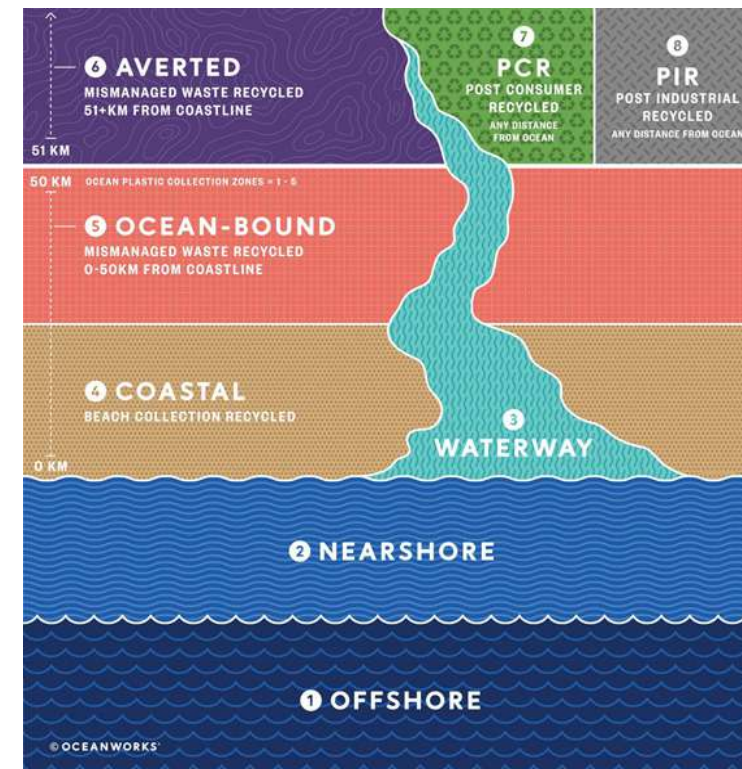 6 AVERTED
MISMANAGED WASTE RECYCLED
51+KM FROM COASTLINE
51 KM
7
PCR
POST CONSUMER
RECYCLED
ANY DISTANCE
FROM OCEAN
8
PIR
POST INDUSTRIAL
RECYCLED
ANY DISTANCE FROM OCEAN
50 KM OCEAN PLASTIC COLLECTION ZONES = 1 - 6
5 OCEAN-BOUND
MISMANAGED WASTE RECYCLED
0-50KM FROM COASTLINE
4 COASTAL
BEACH COLLECTION RECYCLED
0 KM
3
WATERWAY
2 NEARSHORE
1 OFFSHORE
© OCEANWORKS